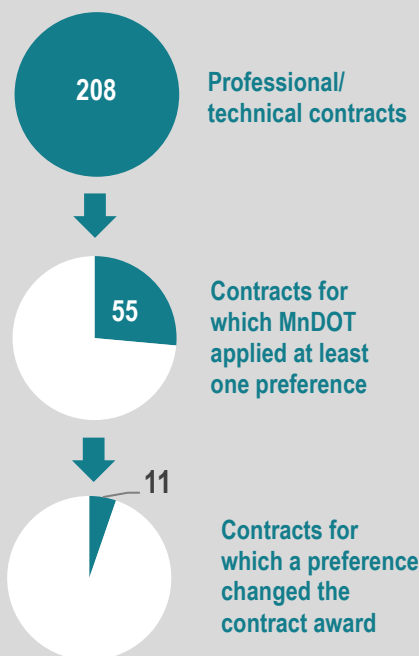 208
Professional/
technical contracts
55
Contracts for
which MnDOT
applied at least
one preference
11
Contracts for
which a preference
changed the
contract award